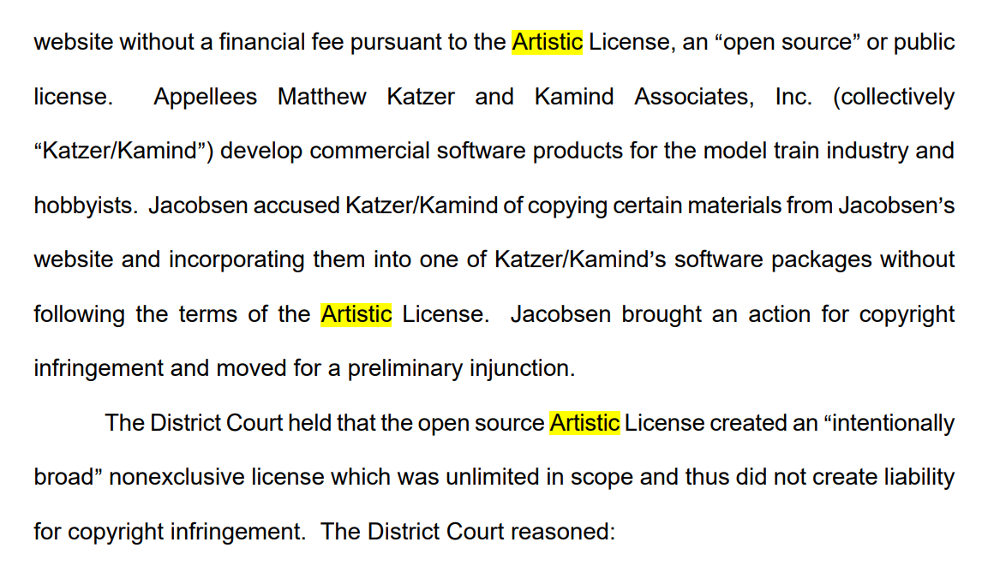 website without a financial fee pursuant to the Artistic License, an “open source” or public
license. Appellees Matthew Katzer and Kamind Associates, Inc. (collectively
“Katzer/Kamind”) develop commercial software products for the model train industry and
hobbyists. Jacobsen accused Katzer/Kamind of copying certain materials from Jacobsen’s
website and incorporating them into one of Katzer/Kamind’s software packages without
following the terms of the Artistic License. Jacobsen brought an action for copyright
infringement and moved for a preliminary injunction.
The District Court held that the open source Artistic License created an “intentionally
broad” nonexclusive license which was unlimited in scope and thus did not create liability
for copyright infringement. The District Court reasoned: